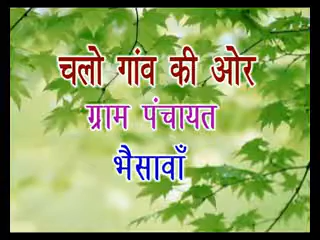 चलो गांव की ओर
ग्राम पंचायत
भैसावाँ